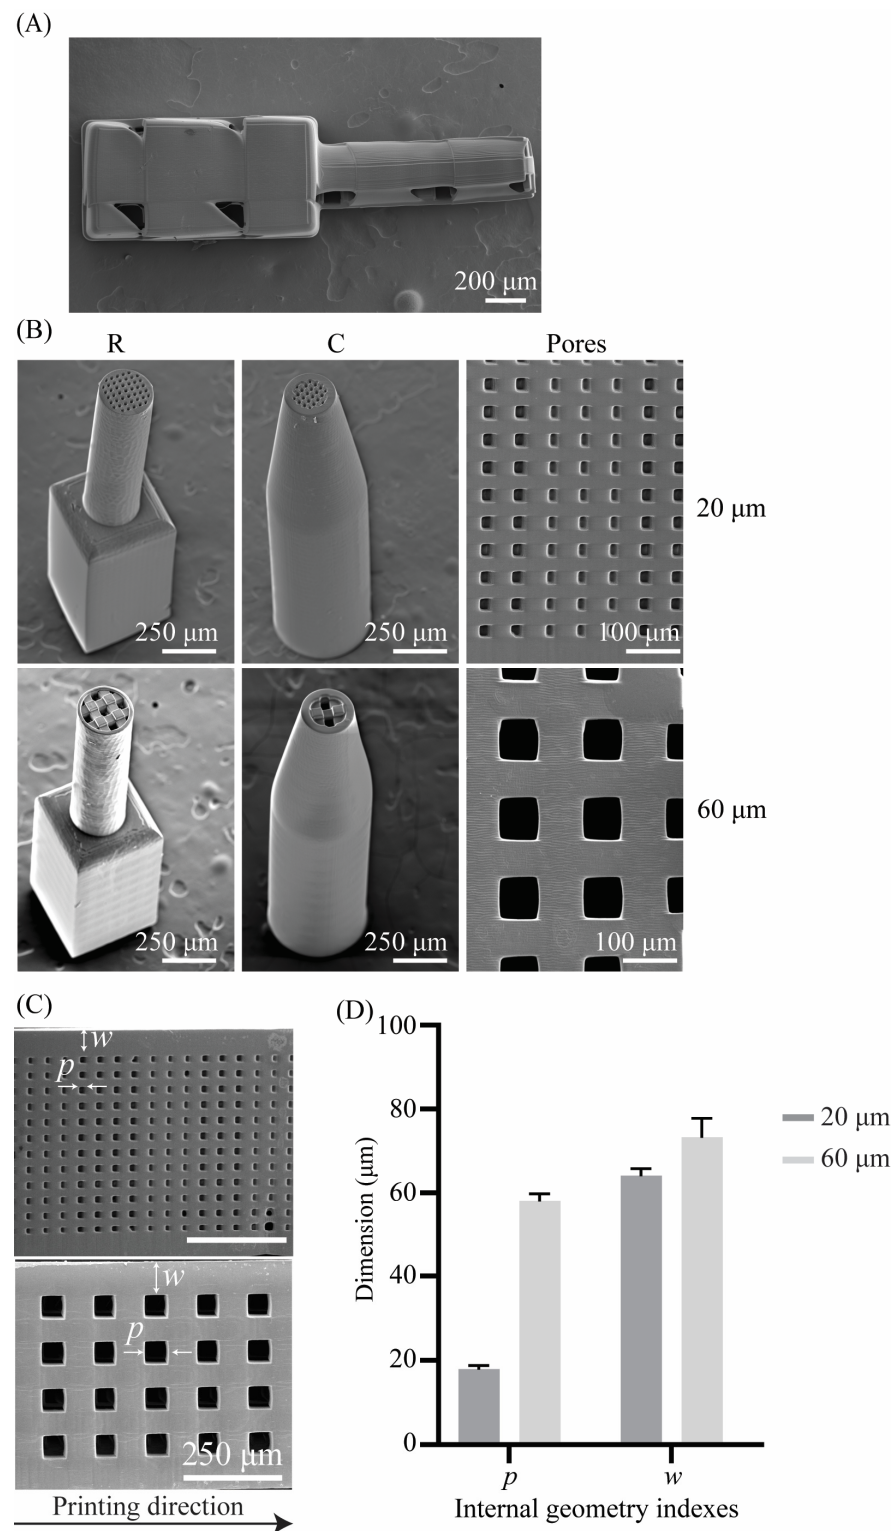 (A)
200 μm
(B)
R C Pores
250 μm 250 μm 100 μm
20 μm
250 μm 250 μm 100 μm
60 μm
(C)
w
p
w
p
250 μm
Printing direction
(D)
100
80
60
40
20
0
Dimension (μm)
20 μm
60 μm
p w
Internal geometry indexes